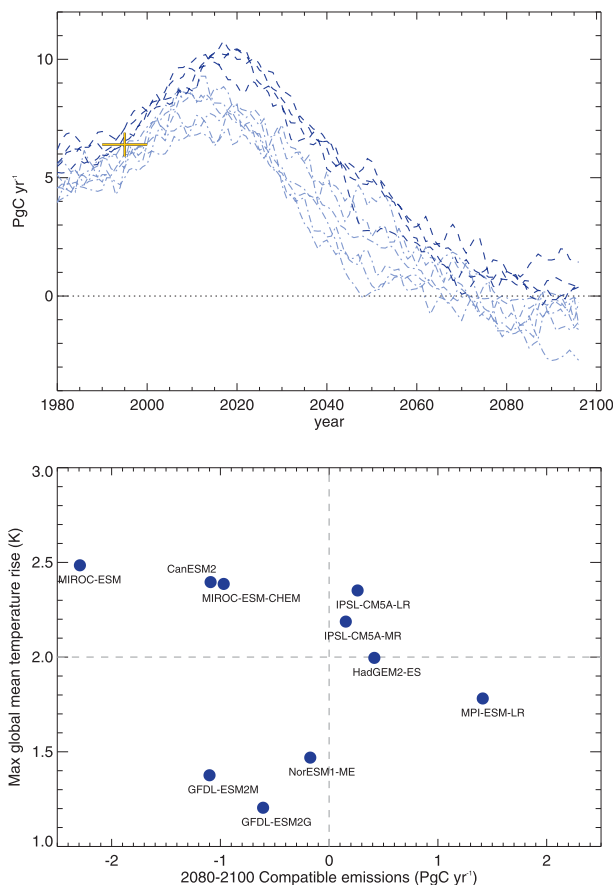 10
5
0
PgC yr-1
1980 2000 2020 2040 2060 2080 2100
year
3.0
2.5
2.0
1.5
1.0
Max global mean temperature rise (K)
CanESM2
MIROC-ESM
MIROC-ESM-CHEM
IPSL-CM5A-LR
IPSL-CM5A-MR
HadGEM2-ES
MPI-ESM-LR
NorESM1-ME
GFDL-ESM2M
GFDL-ESM2G
-2 -1 0 1 2
2080-2100 Compatible emissions (PgC yr-1)